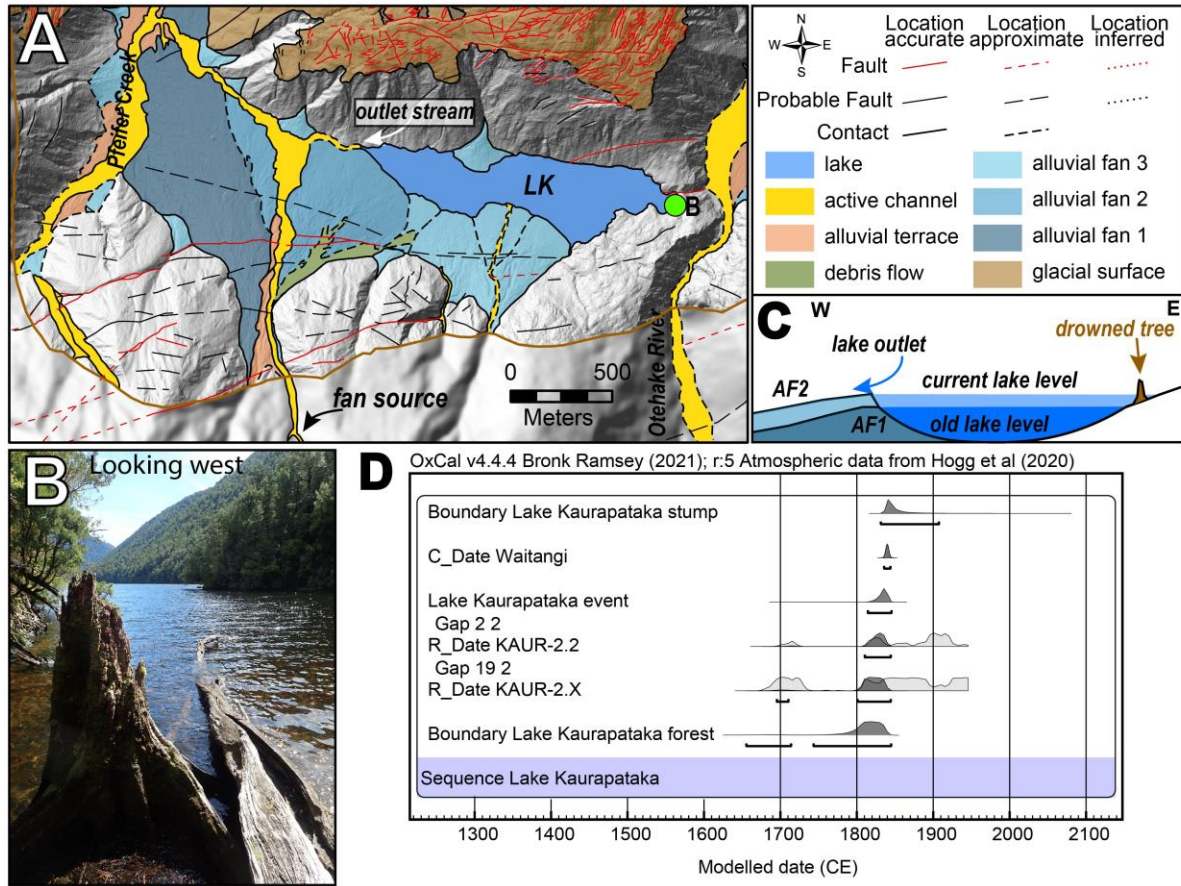 A
Pfeifer Creek
outlet stream
LK
B
fan source
0 500
Meters
Otehake River
N
W E
S
Location accurate
Location approximate
Location inferred
Fault
Probable Fault
Contact
lake
active channel
alluvial terrace
debris flow
alluvial fan 3
alluvial fan 2
alluvial fan 1
glacial surface
C
W
E
lake outlet
drowned tree
current lake level
AF2
AF1
old lake level
B
Looking west
D
OxCal v4.4.4 Bronk Ramsey (2021); r:5 Atmospheric data from Hogg et al (2020)
Boundary Lake Kaurapataka stump
C_Date Waitangi
Lake Kaurapataka event
Gap 2 2
R_Date KAUR-2.2
Gap 19 2
R_Date KAUR-2.X
Boundary Lake Kaurapataka forest
Sequence Lake Kaurapataka
1300 1400 1500 1600 1700 1800 1900 2000 2100
Modelled date (CE)